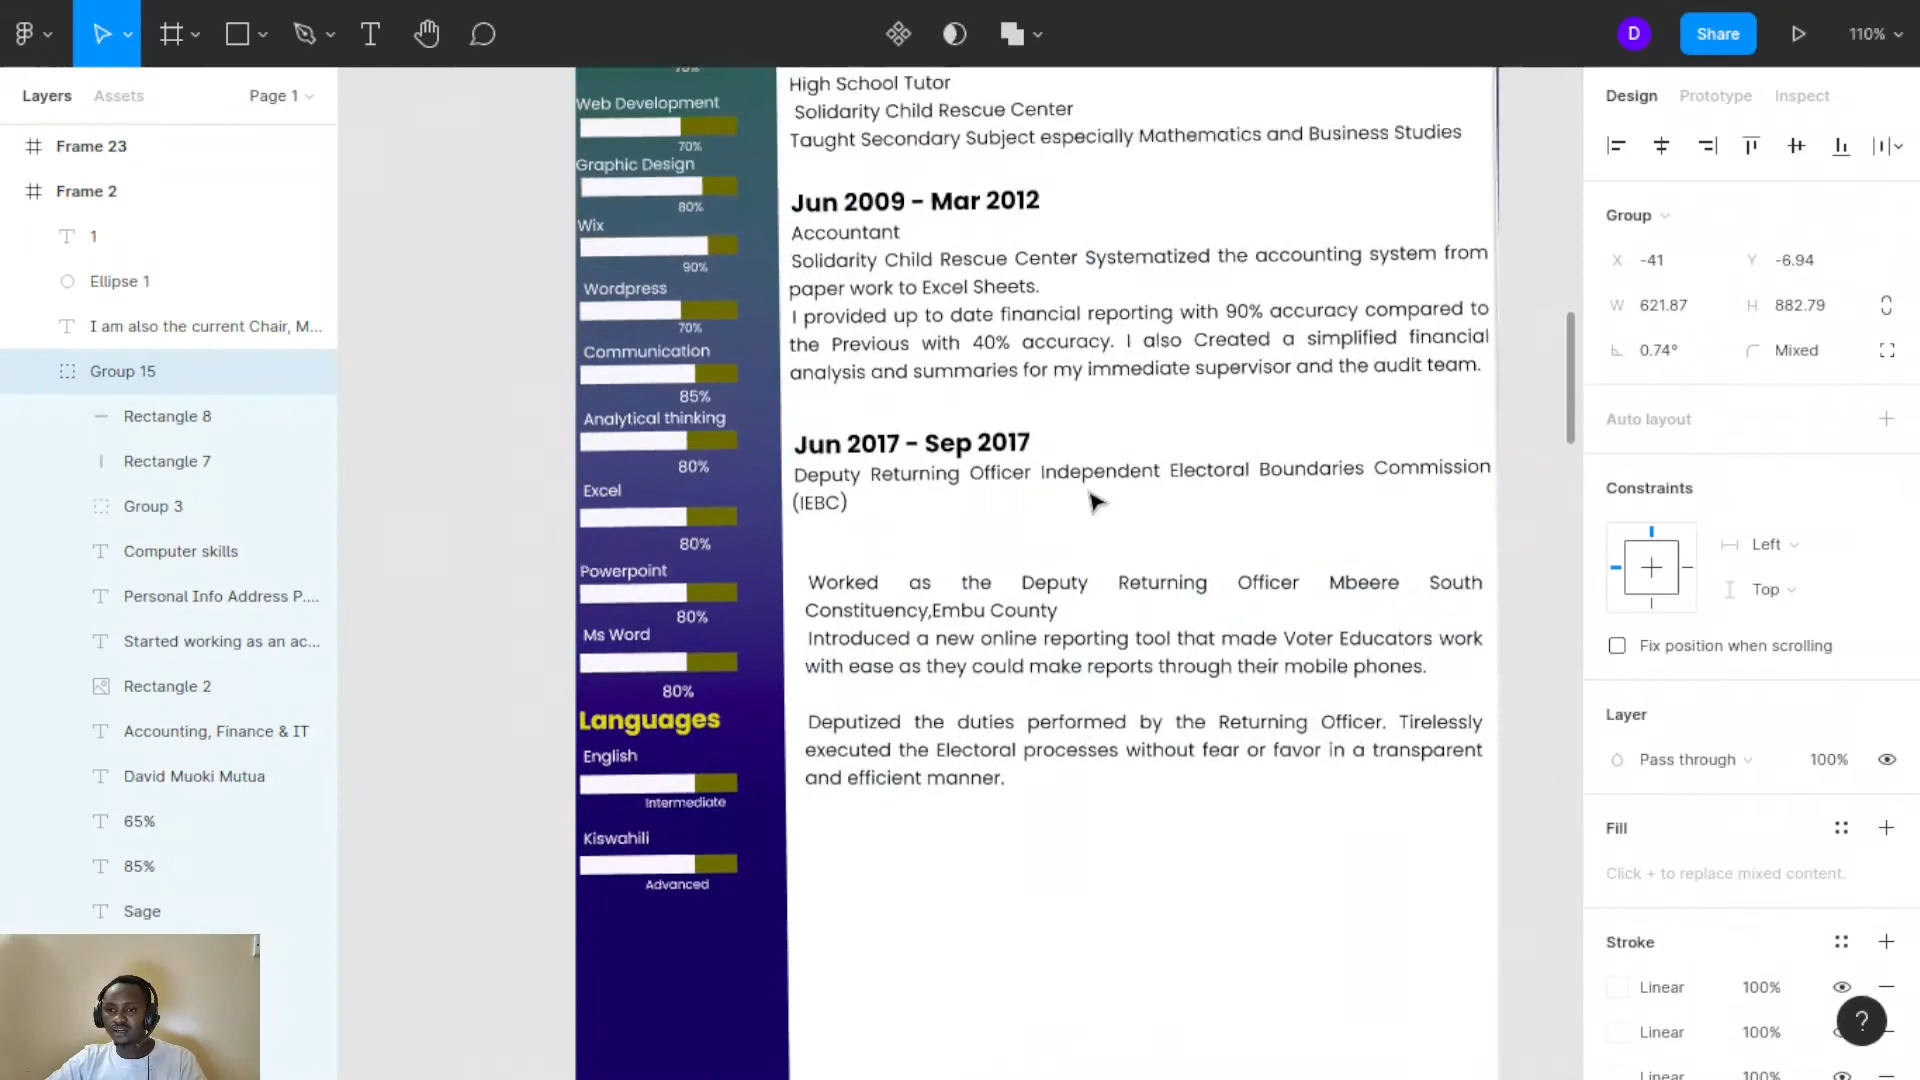 D
Share
110%
Layers
Assets
Page 1
Frame 23
Frame 2
1
Ellipse 1
I am also the current Chair, M...
Group 15
Rectangle 8
Rectangle 7
Group 3
Computer skills
Personal Info Address P....
Started working as an ac...
Rectangle 2
Accounting, Finance & IT
David Muoki Mutua
65%
85%
Sage
Web Development
70%
Graphic Design
80%
Wix
90%
Wordpress
70%
Communication
85%
Analytical thinking
80%
Excel
80%
Powerpoint
80%
Ms Word
80%
Languages
English
Intermediate
Kiswahili
Advanced
High School Tutor
Solidarity Child Rescue Center
Taught Secondary Subject especially Mathematics and Business Studies
Jun 2009 - Mar 2012
Accountant
Solidarity Child Rescue Center Systematized the accounting system from
paper work to Excel Sheets.
I provided up to date financial reporting with 90% accuracy compared to
the Previous with 40% accuracy. I also Created a simplified financial
analysis and summaries for my immediate supervisor and the audit team.
Jun 2017 - Sep 2017
Deputy Returning Officer Independent Electoral Boundaries Commission
(IEBC)
Worked as the Deputy Returning Officer Mbeere South
Constituency,Embu County
Introduced a new online reporting tool that made Voter Educators work
with ease as they could make reports through their mobile phones.
Deputized the duties performed by the Returning Officer. Tirelessly
executed the Electoral processes without fear or favor in a transparent
and efficient manner.
Design
Prototype
Inspect
Group
X -41
Y -6.94
W 621.87
H 882.79
0.74°
Mixed
Auto layout
Constraints
Left
Top
Fix position when scrolling
Layer
Pass through
100%
Fill
Click + to replace mixed content.
Stroke
Linear
100%
Linear
100%
?